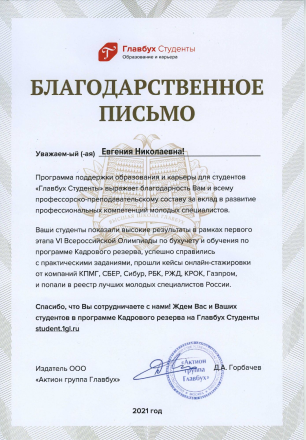 Главбух Студенты
Образование и карьера
БЛАГОДАРСТВЕННОЕ
ПИСЬМО
Уважаем-ый (-ая) Евгения Николаевна!
Программа поддержки образования и карьеры для студентов
«Главбух Студенты» выражает благодарность Вам и всему
профессорско-преподавательскому составу за вклад в развитие
профессиональных компетенций молодых специалистов.
Ваши студенты показали высокие результаты в рамках первого
этапа VI Всероссийской Олимпиады по бухучету и обучения по
программе Кадрового резерва, успешно справились
с практическими заданиями, прошли кейсы онлайн-стажировки
от компаний КПМГ, СБЕР, Сибур, РБК, РЖД, КРОК, Газпром,
и попали в реестр лучших молодых специалистов России.
Спасибо, что Вы сотрудничаете с нами! Ждем Вас и Ваших
студентов в программе Кадрового резерва на Главбух Студенты
student.1gl.ru
Издатель ООО
«Актион группа Главбух»
«Актион
группа
Главбух»
Д.А. Горбачев
2021 год